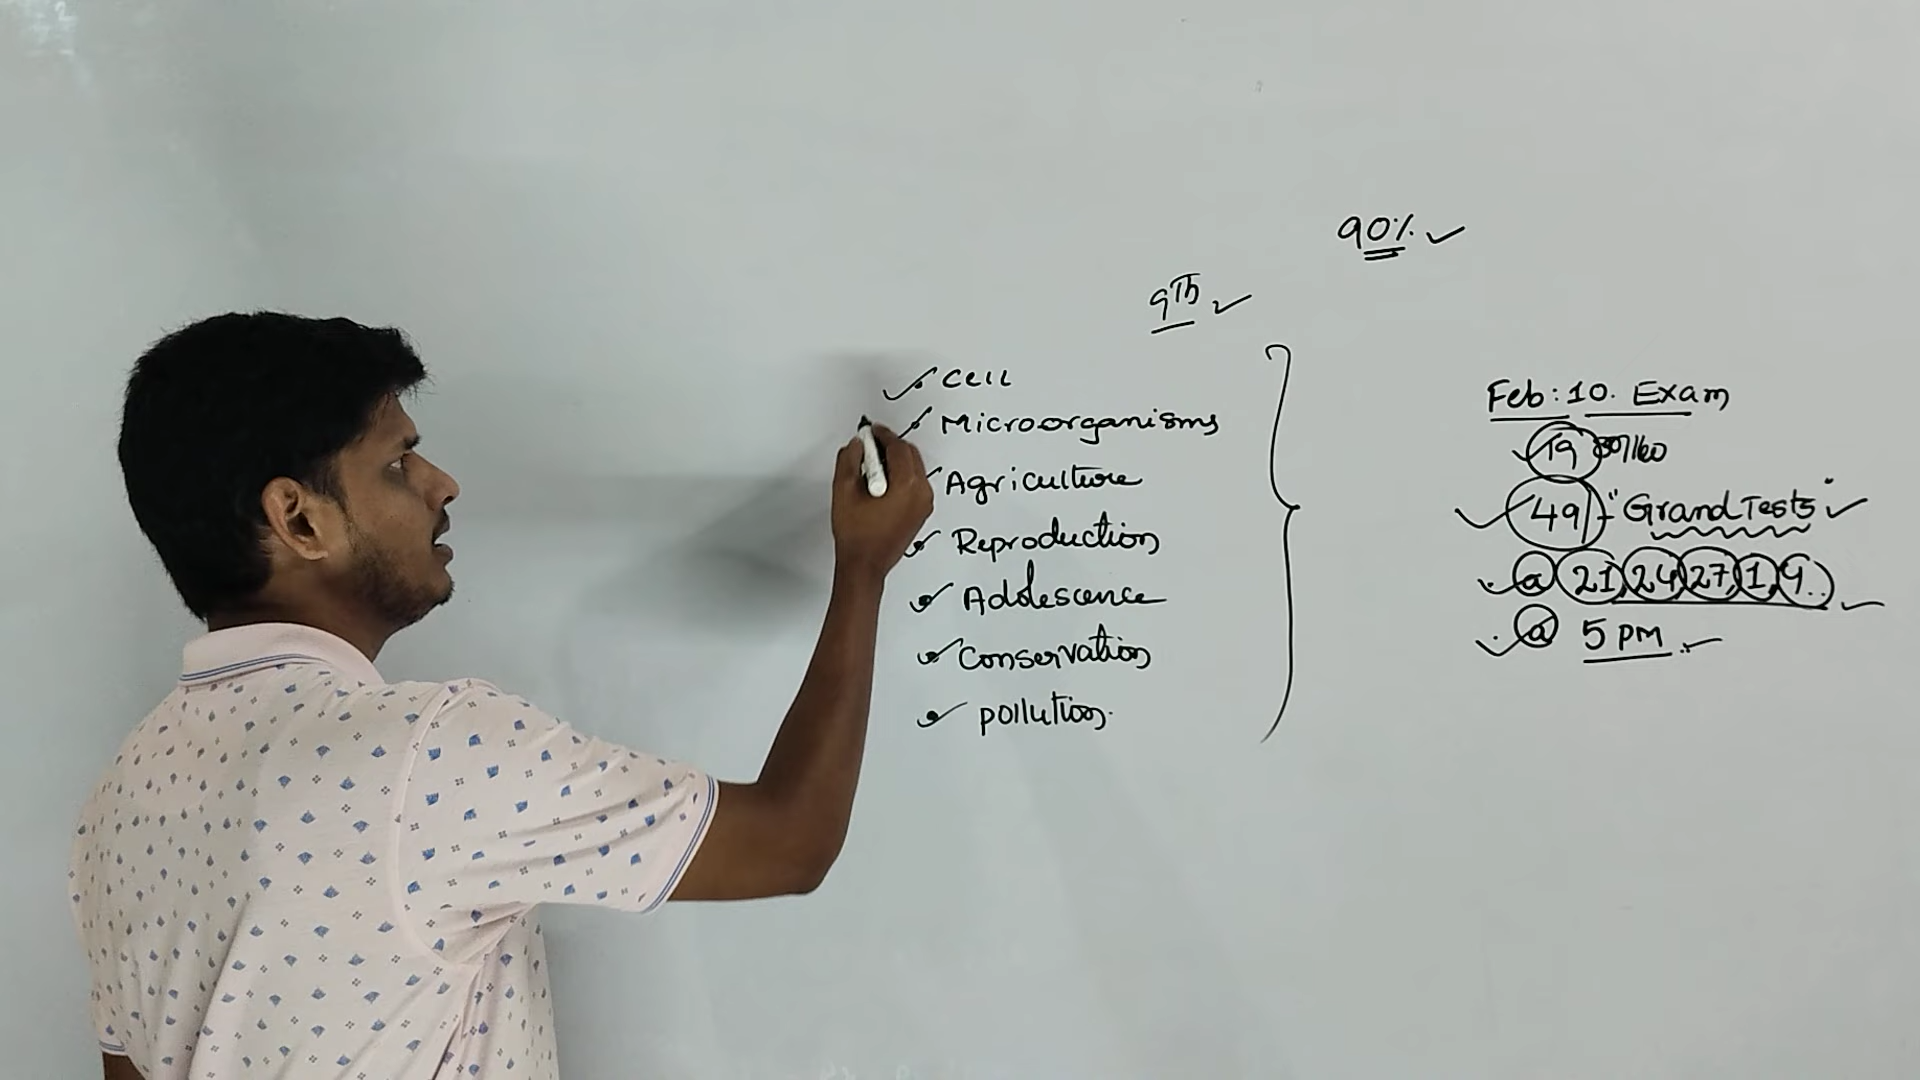 90% ✓
9Th ✓
✓• Cell
• Microorganisms
✓ Agriculture
✓• Reproduction
✓• Adolescence
✓• Conservation
✓• pollution.
Feb: 10. Exam
✓ 19
✓ 49/- "Grand Tests" ✓
✓• @ 21, 24, 27, 1, 9.. ✓
✓• @ 5 PM ✓